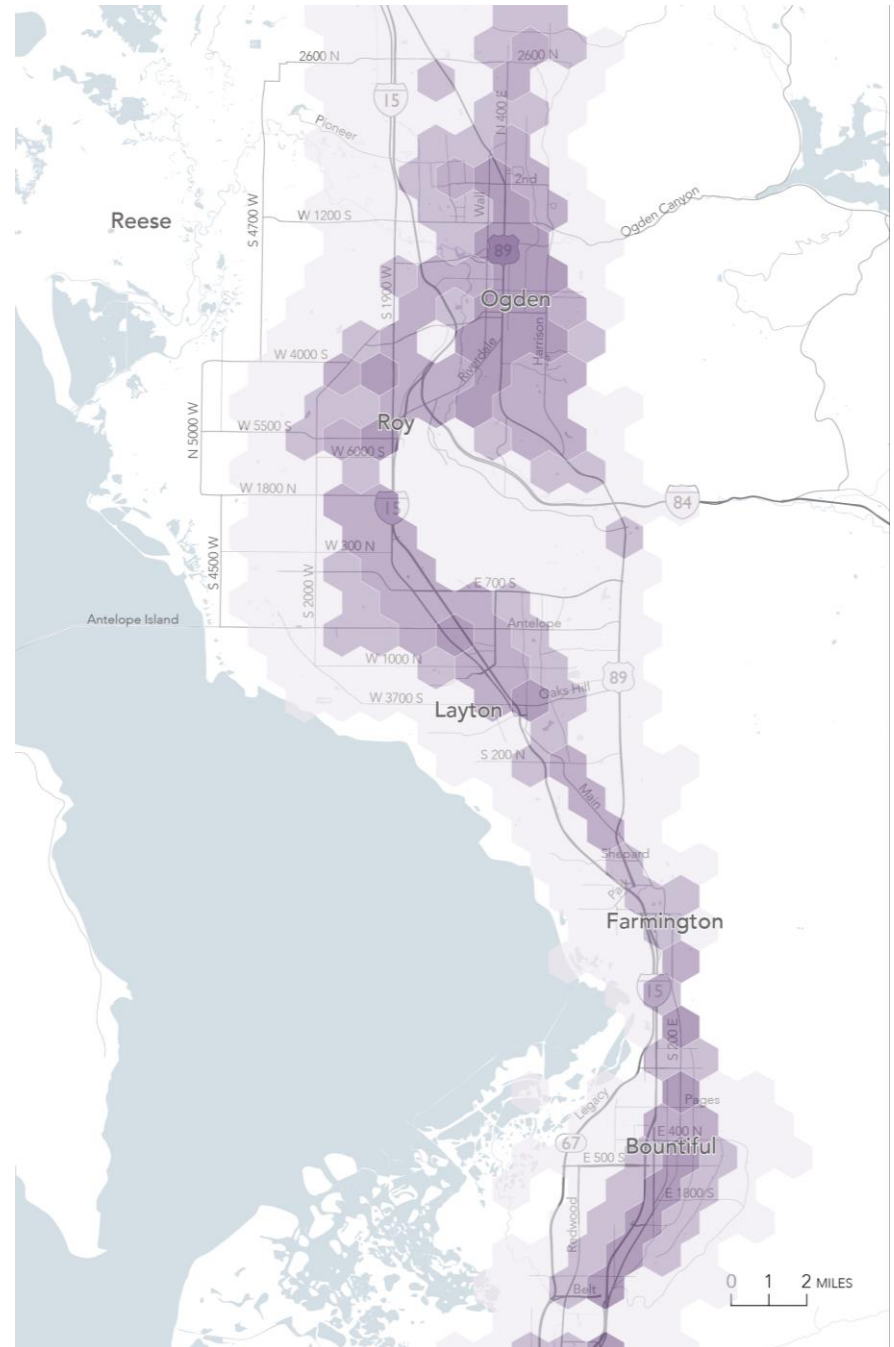 2600 N
2600 N
15
N 400 E
Pioneer
2nd
Wall
Reese
S 4700 W
W 1200 S
Ogden Canyon
89
S 1900 W
Ogden
Harrison
Riverdale
W 4000 S
N 5000 W
Roy
W 5500 S
W 6000 S
W 1800 N
15
84
W 300 N
S 4500 W
S 2000 W
E 700 S
Antelope Island
Antelope
W 1000 N
89
Oaks Hill
W 3700 S
Layton
S 200 N
Main
Shepard
Park
Farmington
15
S 200 E
Legacy
Pages
67
E 400 N
Bountiful
E 500 S
E 1800 S
Redwood
Belt
0 1 2 MILES